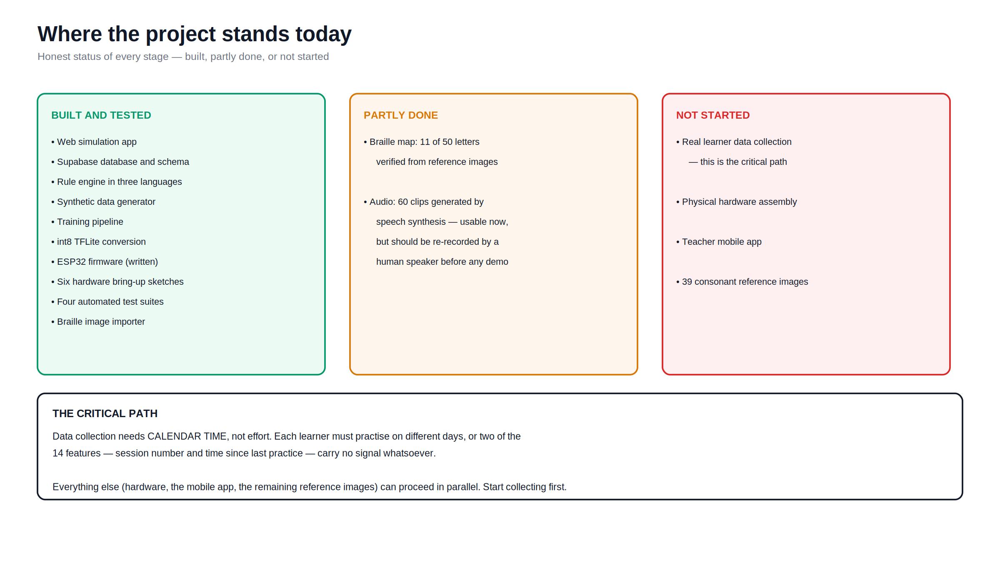 Where the project stands today
Honest status of every stage — built, partly done, or not started
BUILT AND TESTED
• Web simulation app
• Supabase database and schema
• Rule engine in three languages
• Synthetic data generator
• Training pipeline
• int8 TFLite conversion
• ESP32 firmware (written)
• Six hardware bring-up sketches
• Four automated test suites
• Braille image importer
PARTLY DONE
• Braille map: 11 of 50 letters
verified from reference images
• Audio: 60 clips generated by
speech synthesis — usable now,
but should be re-recorded by a
human speaker before any demo
NOT STARTED
• Real learner data collection
— this is the critical path
• Physical hardware assembly
• Teacher mobile app
• 39 consonant reference images
THE CRITICAL PATH
Data collection needs CALENDAR TIME, not effort. Each learner must practise on different days, or two of the
14 features — session number and time since last practice — carry no signal whatsoever.
Everything else (hardware, the mobile app, the remaining reference images) can proceed in parallel. Start collecting first.